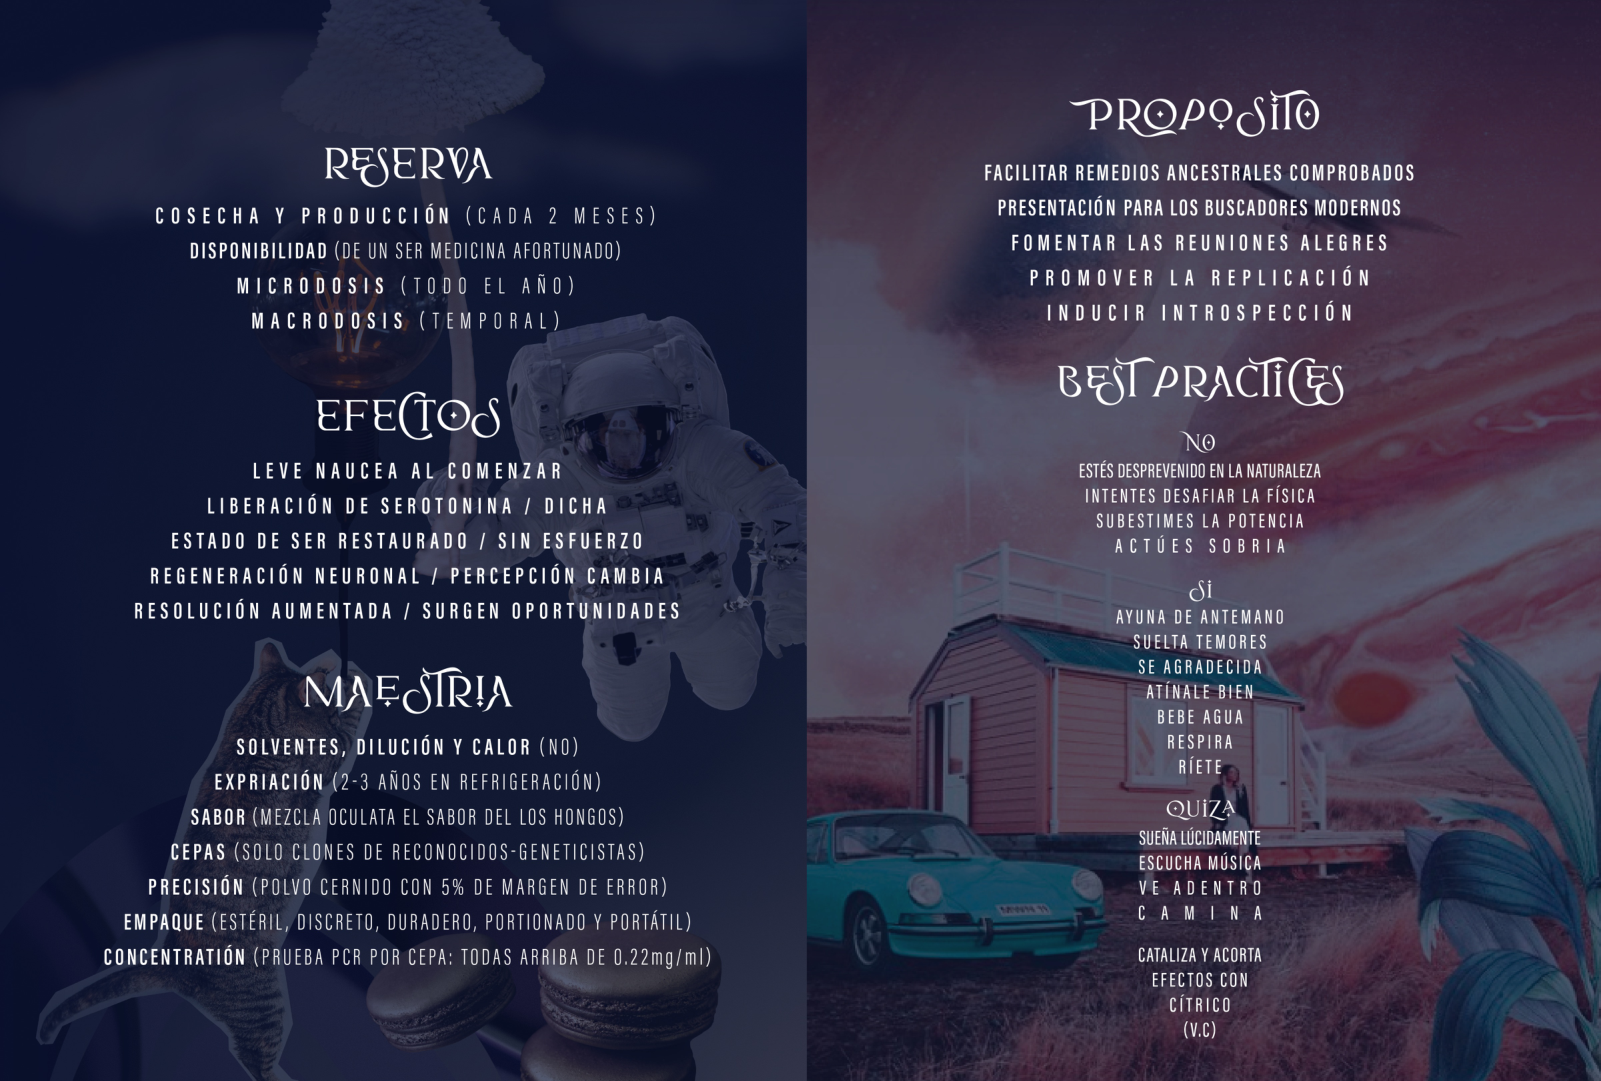 RESERVA
COSECHA Y PRODUCCIÓN (CADA 2 MESES)
DISPONIBILIDAD (DE UN SER MEDICINA AFORTUNADO)
MICRODOSIS (TODO EL AÑO)
MACRODOSIS (TEMPORAL)
EFECTOS
LEVE NAUCEA AL COMENZAR
LIBERACIÓN DE SEROTONINA / DICHA
ESTADO DE SER RESTAURADO / SIN ESFUERZO
REGENERACIÓN NEURONAL / PERCEPCIÓN CAMBIA
RESOLUCIÓN AUMENTADA / SURGEN OPORTUNIDADES
MAESTRIA
SOLVENTES, DILUCIÓN Y CALOR (NO)
EXPRIACIÓN (2-3 AÑOS EN REFRIGERACIÓN)
SABOR (MEZCLA OCULATA EL SABOR DEL LOS HONGOS)
CEPAS (SOLO CLONES DE RECONOCIDOS-GENETICISTAS)
PRECISIÓN (POLVO CERNIDO CON 5% DE MARGEN DE ERROR)
EMPAQUE (ESTÉRIL, DISCRETO, DURADERO, PORTIONADO Y PORTÁTIL)
CONCENTRATIÓN (PRUEBA PCR POR CEPA: TODAS ARRIBA DE 0.22mg/ml)
PROPOSITO
FACILITAR REMEDIOS ANCESTRALES COMPROBADOS
PRESENTACIÓN PARA LOS BUSCADORES MODERNOS
FOMENTAR LAS REUNIONES ALEGRES
PROMOVER LA REPLICACIÓN
INDUCIR INTROSPECCIÓN
BEST PRACTICES
NO
ESTÉS DESPREVENIDO EN LA NATURALEZA
INTENTES DESAFIAR LA FÍSICA
SUBESTIMES LA POTENCIA
ACTÚES SOBRIA
Si
AYUNA DE ANTEMANO
SUELTA TEMORES
SE AGRADECIDA
ATÍNALE BIEN
BEBE AGUA
RESPIRA
RÍETE
QUIZA
SUEÑA LÚCIDAMENTE
ESCUCHA MÚSICA
VE ADENTRO
CAMINA
CATALIZA Y ACORTA
EFECTOS CON
CÍTRICO
(V.C)